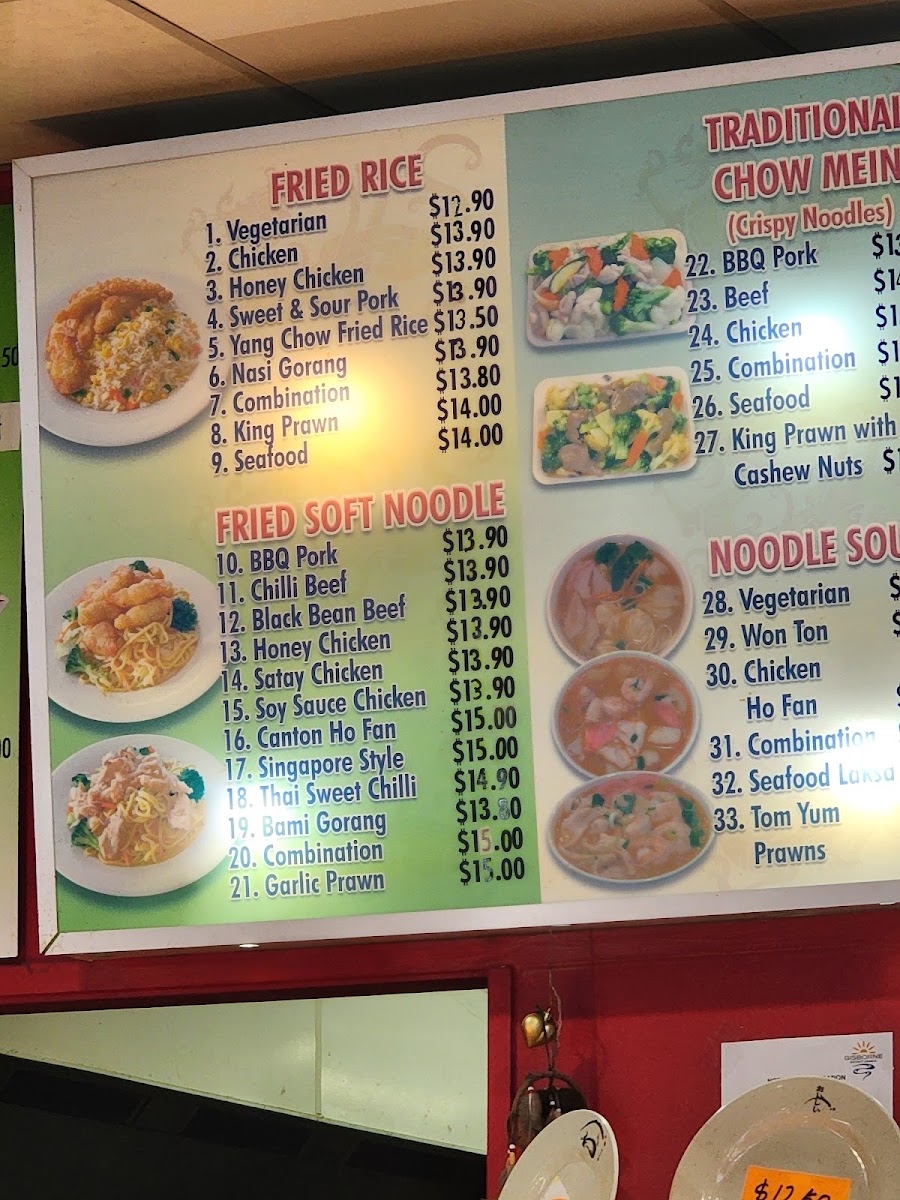 FRIED RICE
1. Vegetarian $12.90
2. Chicken $13.90
3. Honey Chicken $13.90
4. Sweet & Sour Pork $13.90
5. Yang Chow Fried Rice $13.50
6. Nasi Gorang $13.90
7. Combination $13.80
8. King Prawn $14.00
9. Seafood $14.00
FRIED SOFT NOODLE
10. BBQ Pork $13.90
11. Chilli Beef $13.90
12. Black Bean Beef $13.90
13. Honey Chicken $13.90
14. Satay Chicken $13.90
15. Soy Sauce Chicken $13.90
16. Canton Ho Fan $15.00
17. Singapore Style $15.00
18. Thai Sweet Chilli $14.90
19. Bami Gorang $13.80
20. Combination $15.00
21. Garlic Prawn $15.00
TRADITIONAL
CHOW MEIN
(Crispy Noodles)
22. BBQ Pork $13
23. Beef $14
24. Chicken $1
25. Combination $1
26. Seafood $1
27. King Prawn with
Cashew Nuts $1
NOODLE SOU
28. Vegetarian $
29. Won Ton $
30. Chicken
Ho Fan
31. Combination
32. Seafood Laksa
33. Tom Yum
Prawns
GISBORNE